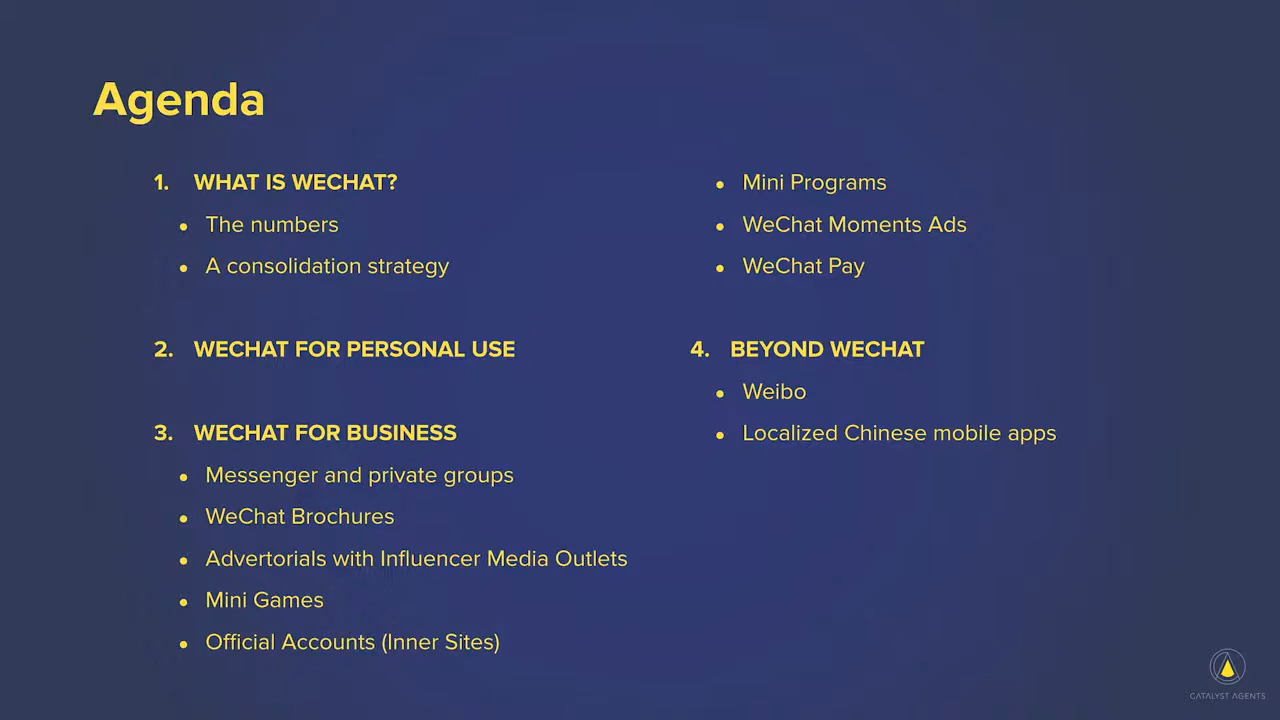 Agenda
1. WHAT IS WECHAT?
• The numbers
• A consolidation strategy
2. WECHAT FOR PERSONAL USE
3. WECHAT FOR BUSINESS
• Messenger and private groups
• WeChat Brochures
• Advertorials with Influencer Media Outlets
• Mini Games
• Official Accounts (Inner Sites)
• Mini Programs
• WeChat Moments Ads
• WeChat Pay
4. BEYOND WECHAT
• Weibo
• Localized Chinese mobile apps
CATALYST AGENTS